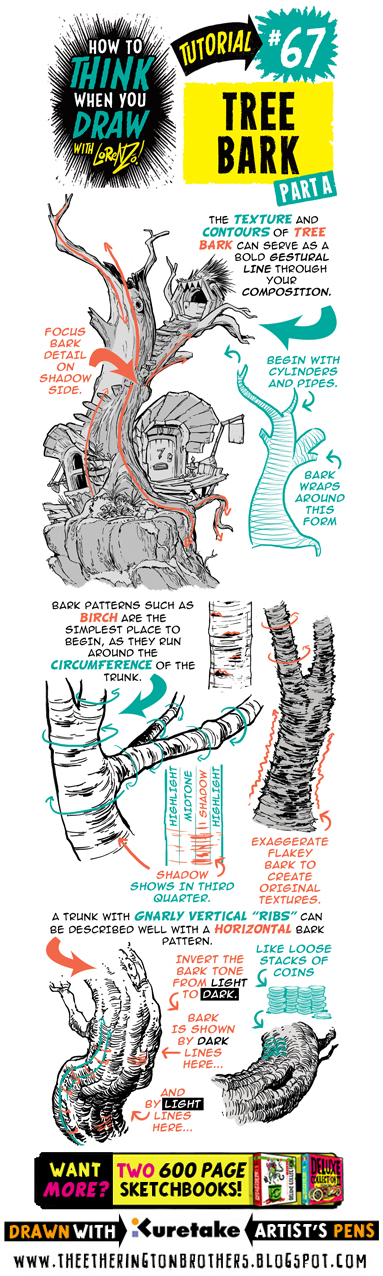 HOW TO
THINK
WHEN YOU
DRAW
WITH LORENZO!
TUTORIAL
#67
TREE
BARK
PART A
THE TEXTURE AND
CONTOURS OF TREE
BARK CAN SERVE AS A
BOLD GESTURAL
LINE THROUGH
YOUR
COMPOSITION.
FOCUS
BARK
DETAIL
ON
SHADOW
SIDE.
BEGIN WITH
CYLINDERS
AND PIPES.
BARK
WRAPS
AROUND
THIS
FORM
7
BARK PATTERNS SUCH AS
BIRCH ARE THE
SIMPLEST PLACE TO
BEGIN, AS THEY RUN
AROUND THE
CIRCUMFERENCE OF THE
TRUNK.
HIGHLIGHT
MIDTONE
SHADOW
HIGHLIGHT
SHADOW
SHOWS IN THIRD
QUARTER.
EXAGGERATE
FLAKEY
BARK TO
CREATE
ORIGINAL
TEXTURES.
A TRUNK WITH GNARLY VERTICAL "RIBS" CAN
BE DESCRIBED WELL WITH A HORIZONTAL BARK
PATTERN.
INVERT THE
BARK TONE
FROM LIGHT
TO DARK.
LIKE LOOSE
STACKS OF
COINS
BARK
IS SHOWN
BY DARK
LINES
HERE...
AND
BY LIGHT
LINES
HERE...
WANT
MORE?
TWO 600 PAGE
SKETCHBOOKS!
DELUXE
DRAWN WITH Kuretake ARTIST'S PENS
WWW.THEETHERINGTONBROTHERS.BLOGSPOT.COM